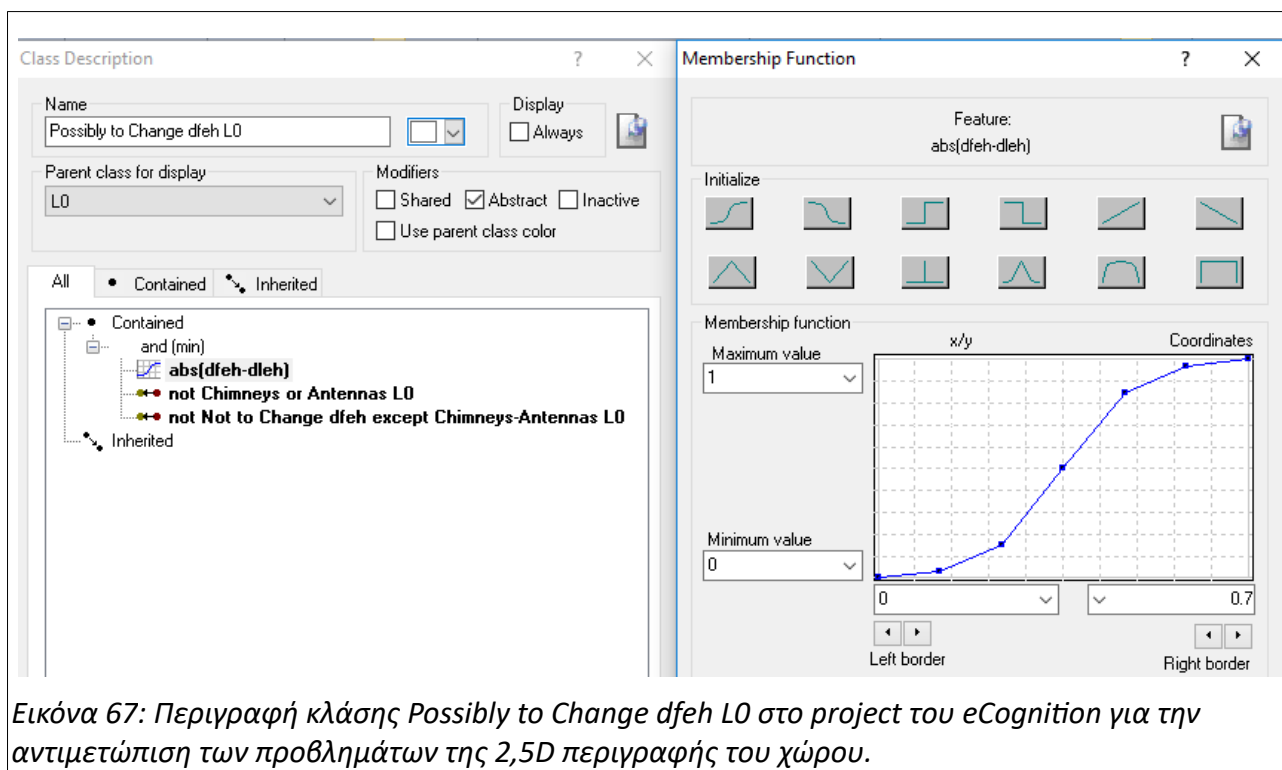 Class Description ? ×
Name
Possibly to Change dfeh L0
Display
Always
Parent class for display
L0
Modifiers
Shared Abstract Inactive
Use parent class color
All Contained Inherited
Contained
and (min)
abs(dfeh-dleh)
not Chimneys or Antennas L0
not Not to Change dfeh except Chimneys-Antennas L0
Inherited
Membership Function ? ×
Feature:
abs(dfeh-dleh)
Initialize
Membership function
Maximum value
x/y
Coordinates
1
Minimum value
0
0 0.7
Left border
Right border
Εικόνα 67: Περιγραφή κλάσης Possibly to Change dfeh L0 στο project του eCognition για την
αντιμετώπιση των προβλημάτων της 2,5D περιγραφής του χώρου.